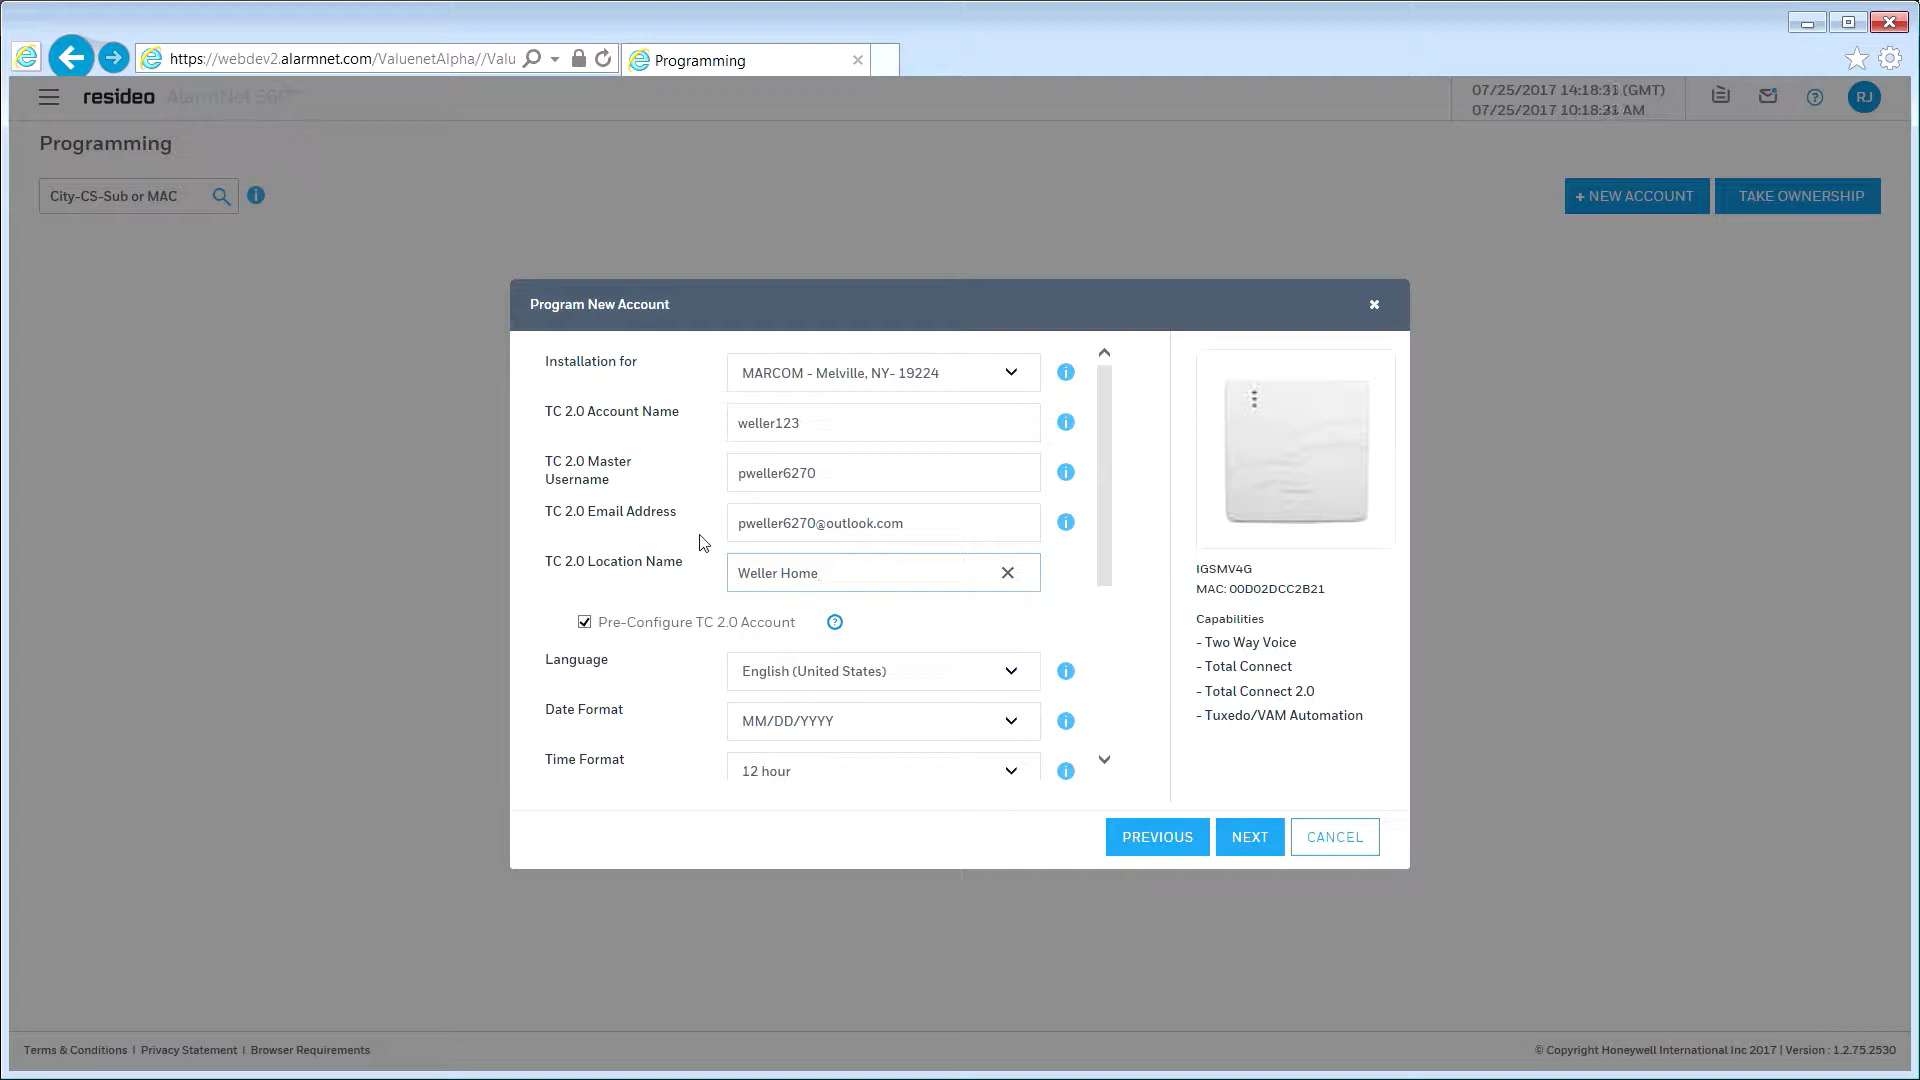 https://webdev2.alarmnet.com/ValuenetAlpha//Valu
Programming
resideo AlarmNet 360™
07/25/2017 14:18:31 (GMT)
07/25/2017 10:18:31 AM
RJ
Programming
City-CS-Sub or MAC
+ NEW ACCOUNT
TAKE OWNERSHIP
Program New Account
Installation for
MARCOM - Melville, NY- 19224
TC 2.0 Account Name
weller123
TC 2.0 Master
Username
pweller6270
TC 2.0 Email Address
pweller6270@outlook.com
TC 2.0 Location Name
Weller Home
Pre-Configure TC 2.0 Account
Language
English (United States)
Date Format
MM/DD/YYYY
Time Format
12 hour
IGSMV4G
MAC: 00D02DCC2B21
Capabilities
- Two Way Voice
- Total Connect
- Total Connect 2.0
- Tuxedo/VAM Automation
PREVIOUS
NEXT
CANCEL
Terms & Conditions | Privacy Statement | Browser Requirements
© Copyright Honeywell International Inc 2017 | Version : 1.2.75.2530